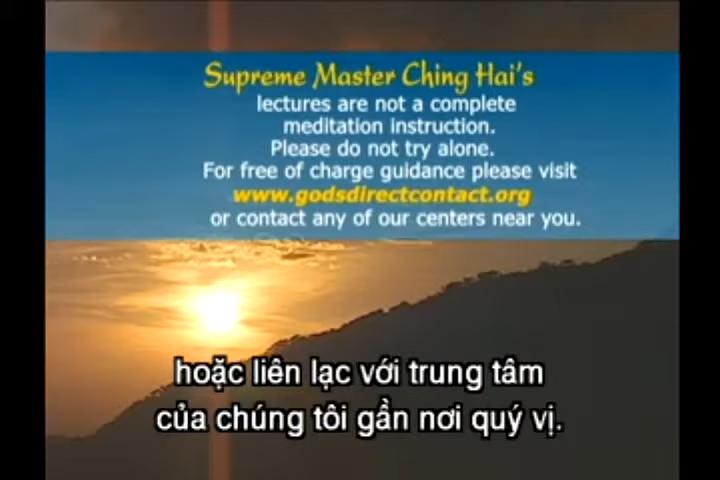 Supreme Master Ching Hai's
lectures are not a complete
meditation instruction.
Please do not try alone.
For free of charge guidance please visit
www.godsdirectcontact.org
or contact any of our centers near you.
hoặc liên lạc với trung tâm
của chúng tôi gần nơi quý vị.